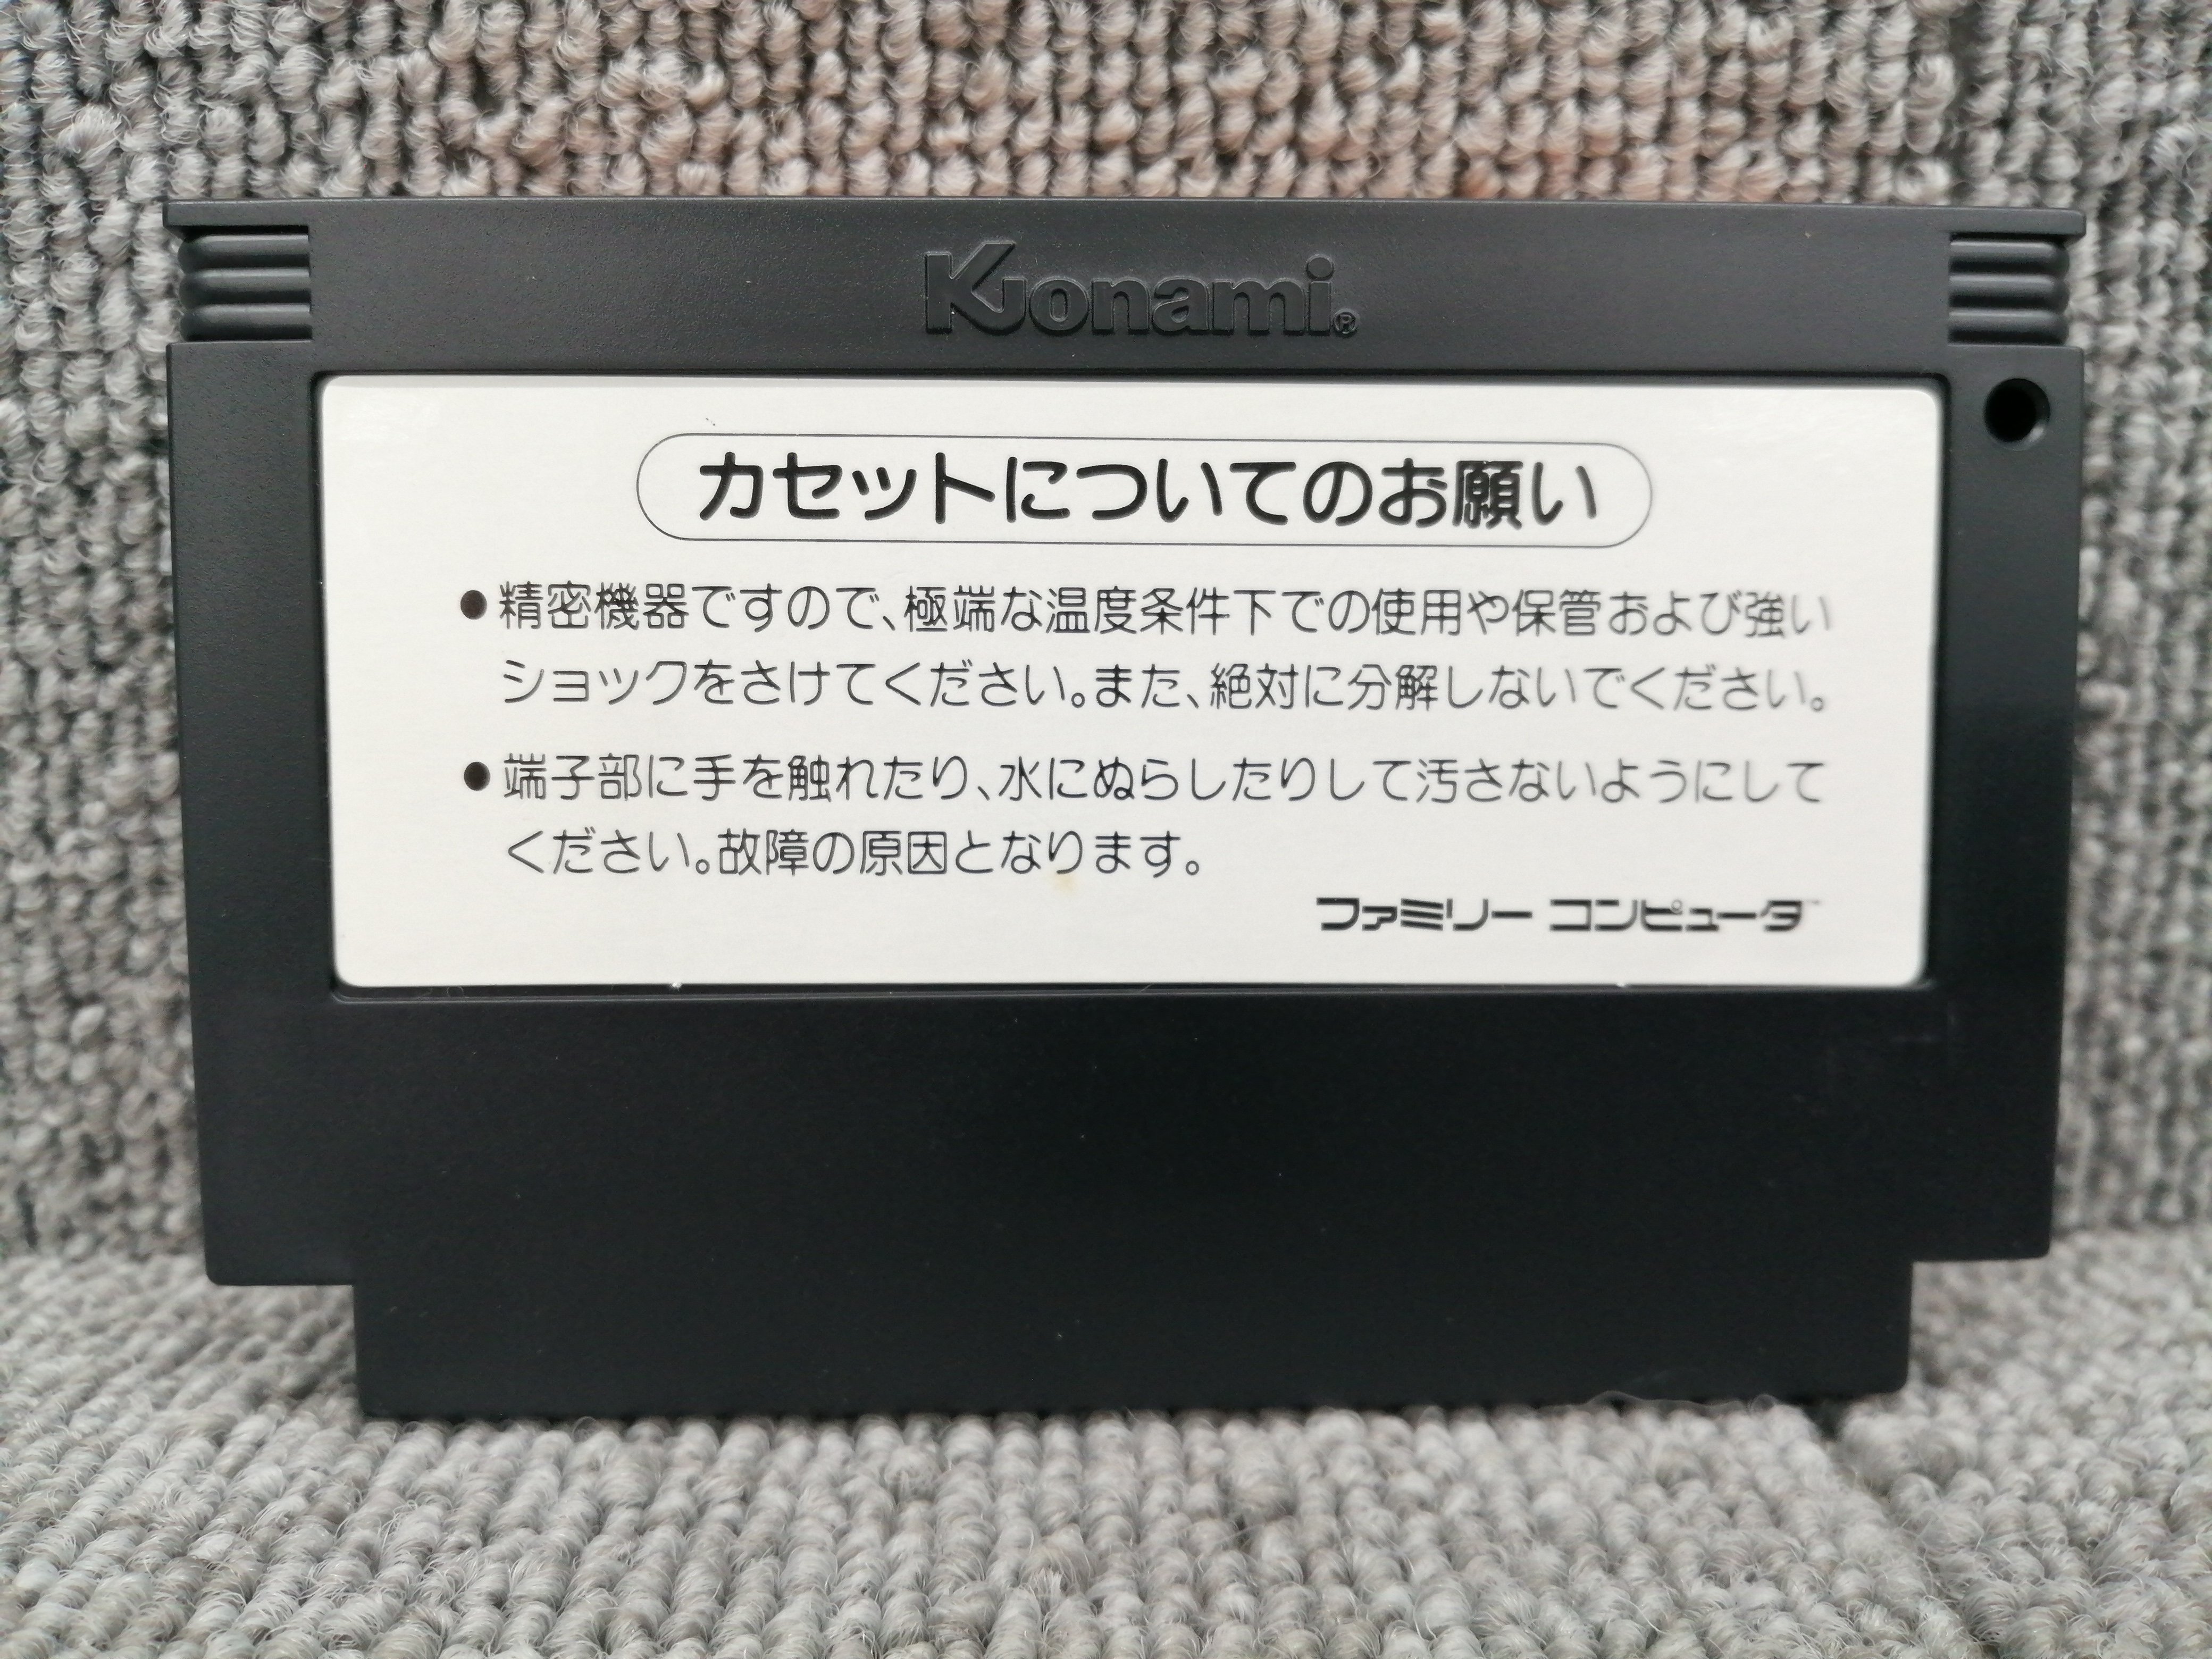 Konami®
カセットについてのお願い
●精密機器ですので、極端な温度条件下での使用や保管および強い
ショックをさけてください。また、絶対に分解しないでください。
●端子部に手を触れたり、水にぬらしたりして汚さないようにして
ください。故障の原因となります。
ファミリー コンピュータ™